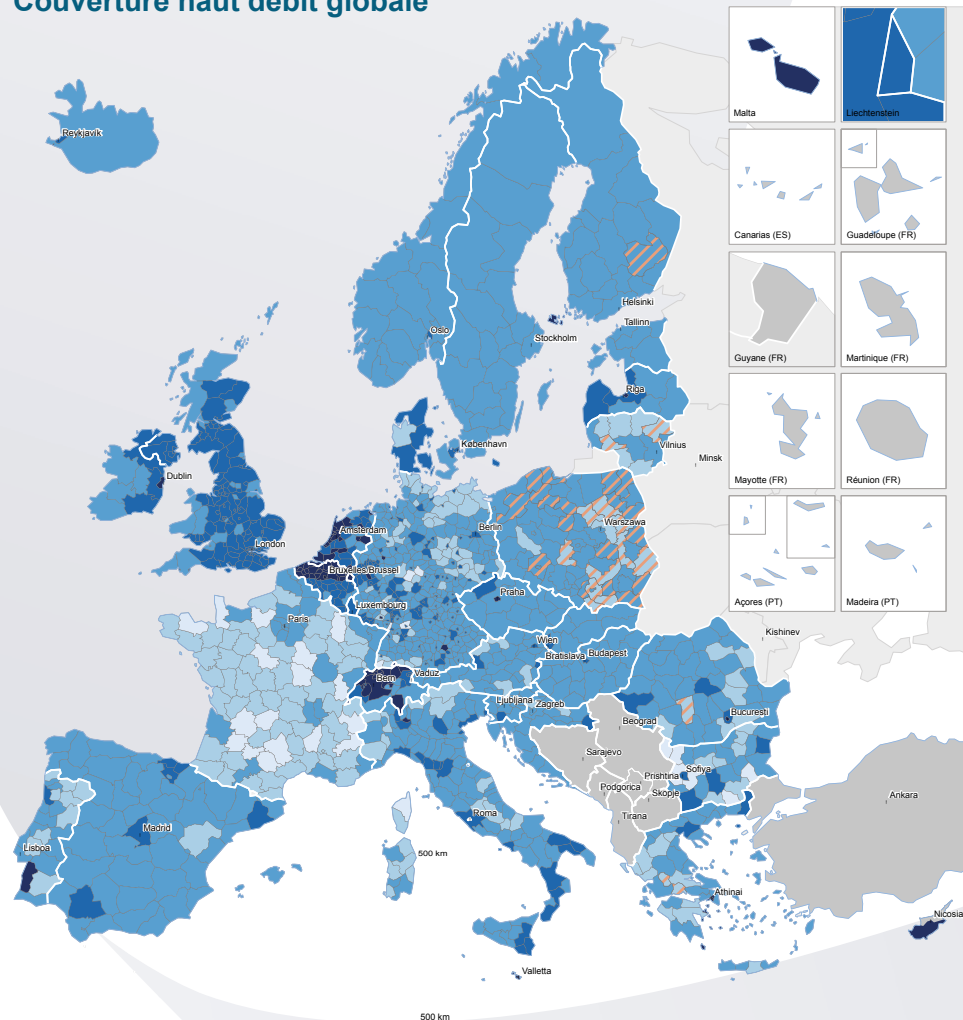 Couverture haut débit globale
Malta
Liechtenstein
Reykjavík
Canarias (ES)
Guadeloupe (FR)
Helsinki
Tallinn
Oslo
Stockholm
Guyane (FR)
Martinique (FR)
Riga
København
Vilnius
Minsk
Dublin
Mayotte (FR)
Réunion (FR)
Warszawa
Berlin
Amsterdam
London
Bruxelles/Brussel
Praha
Luxembourg
Açores (PT)
Madeira (PT)
Paris
Kishinev
Wien
Bratislava
Budapest
Vaduz
Bern
Ljubljana
Zagreb
Bucuresti
Beograd
Sarajevo
Sofiya
Prishtina
Podgorica
Skopje
Ankara
Roma
Tirana
Madrid
Lisboa
500 km
Athinai
Nicosia
Valletta
500 km